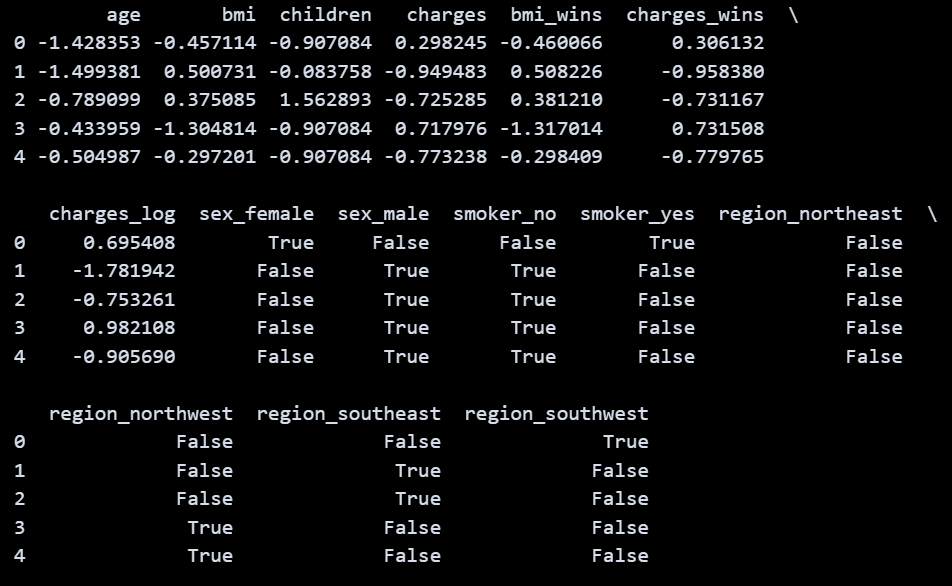 age bmi children charges bmi_wins charges_wins \
0 -1.428353 -0.457114 -0.907084 0.298245 -0.460066 0.306132
1 -1.499381 0.500731 -0.083758 -0.949483 0.508226 -0.958380
2 -0.789099 0.375085 1.562893 -0.725285 0.381210 -0.731167
3 -0.433959 -1.304814 -0.907084 0.717976 -1.317014 0.731508
4 -0.504987 -0.297201 -0.907084 -0.773238 -0.298409 -0.779765
charges_log sex_female sex_male smoker_no smoker_yes region_northeast \
0 0.695408 True False False True False
1 -1.781942 False True True False False
2 -0.753261 False True True False False
3 0.982108 False True True False False
4 -0.905690 False True True False False
region_northwest region_southeast region_southwest
0 False False True
1 False True False
2 False True False
3 True False False
4 True False False